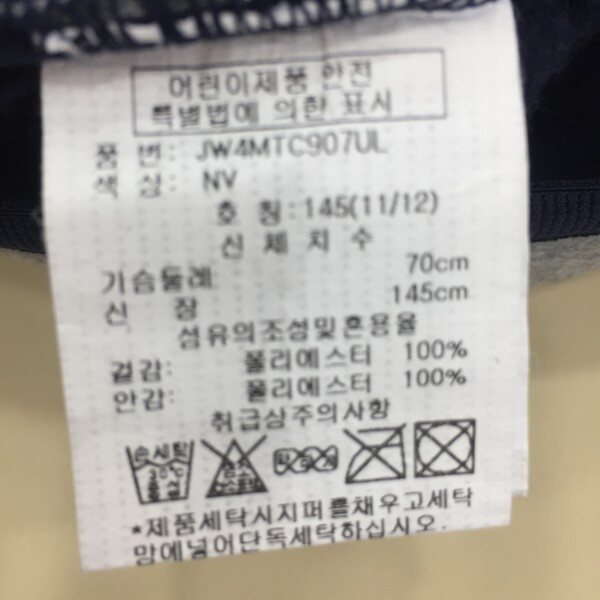 어린이제품 안전
특별법에 의한 표시
품 번: JW4MTC907UL
색 상: NV
호 칭:145(11/12)
신 체 치 수
가슴둘레 70cm
신 장 145cm
섬유의조성및혼용율
겉감: 폴리에스터 100%
안감: 폴리에스터 100%
취급상주의사항
손세탁
*제품세탁시지퍼를채우고세탁
망에넣어단독세탁하십시오.